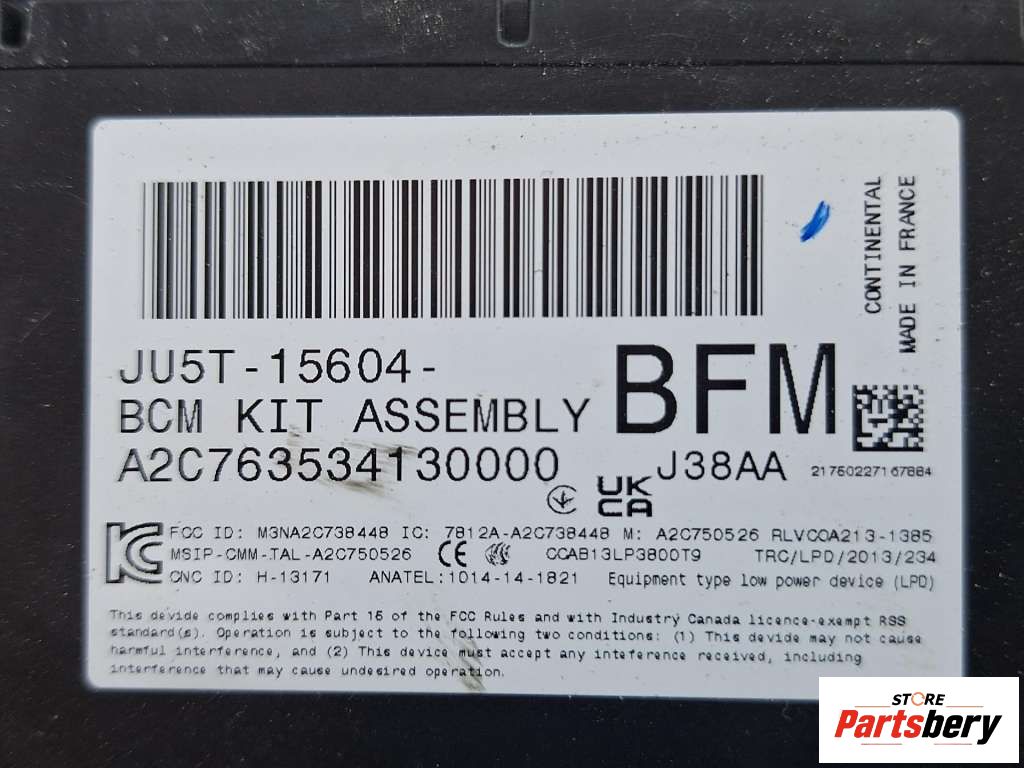 JU5T-15604-
BCM KIT ASSEMBLY
BFM
A2C763534130000
J38AA
217502271 67884
CONTINENTAL
MADE IN FRANCE
UK
CA
FCC ID: M3NA2C738448 IC: 7812A-A2C738448 M: A2C750526 RLVCOA213-1385
MSIP-CMM-TAL-A2C750526 CE CCAB13LP3800T9 TRC/LPD/2013/234
CNC ID: H-13171 ANATEL:1014-14-1821 Equipment type low power device (LPD)
This device complies with Part 15 of the FCC Rules and with Industry Canada licence-exempt RSS
standard(s). Operation is subject to the following two conditions: (1) This device may not cause
harmful interference, and (2) This device must accept any inteference received, including
interference that may cause undesired operation.
STORE
Partsbery